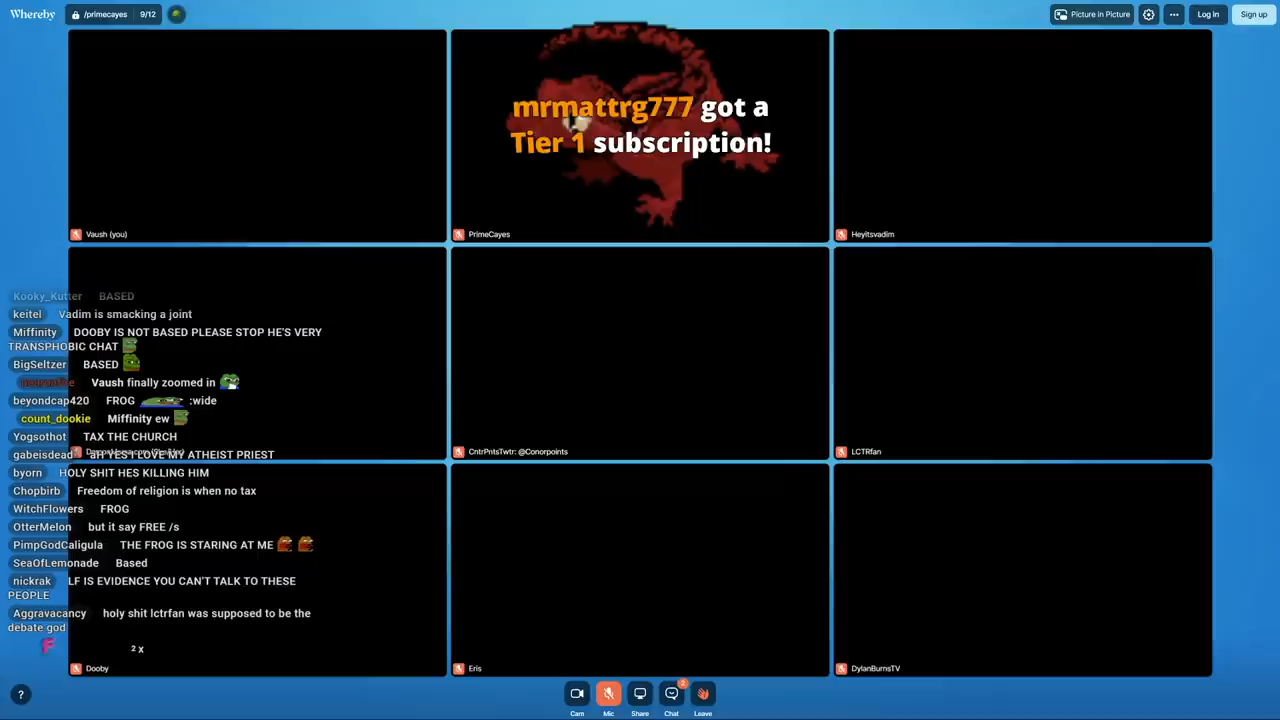 Whereby
/primecayes
9/12
Picture in Picture
Log in
Sign up
mrmattrg777 got a
Tier 1 subscription!
Vaush (you)
PrimeCayes
Heyitsvadim
Kooky_Kutter BASED
keitel Vadim is smacking a joint
Miffinity DOOBY IS NOT BASED PLEASE STOP HE'S VERY
TRANSPHOBIC CHAT
BigSeltzer BASED
Vaush finally zoomed in
beyondcap420 FROG :wide
count_dookie Miffinity ew
Yogsothot TAX THE CHURCH
gabeisdead ah YES I LOVE MY ATHEIST PRIEST
CntrPntsTwtr: @Conorpoints
LCTRfan
byorn HOLY SHIT HES KILLING HIM
Chopbirb Freedom of religion is when no tax
WitchFlowers FROG
OtterMelon but it say FREE /s
PimpGodCaligula THE FROG IS STARING AT ME
SeaOfLemonade Based
nickrak LF IS EVIDENCE YOU CAN'T TALK TO THESE
PEOPLE
Aggravacancy holy shit lctrfan was supposed to be the
debate god
2 x
Dooby
Eris
DylanBurnsTV
?
2
Cam
Mic
Share
Chat
Leave